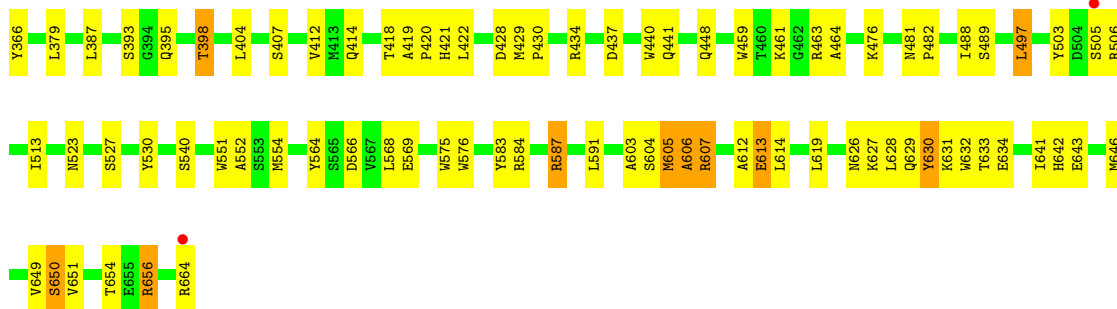 Y366 L379 L387 S393 G394 Q395 T398 L404 S407 V412 M413 Q414 T418 A419 P420 H421 L422 D428 M429 P430 R434 D437 W440 Q441 Q448 W459 T460 K461 G462 R463 A464 K476 N481 P482 I488 S489 L497 Y503 D504 S505 R506
I513 N523 S527 Y530 S540 W551 A552 S553 M554 Y564 S565 D566 V567 L568 E569 W575 W576 Y583 R584 R587 L591 A603 S604 M605 A606 R607 A612 E613 L614 L619 N626 K627 L628 Q629 Y630 K631 W632 T633 E634 I641 H642 E643 M646
V649 S650 V651 T654 E655 R656 R664